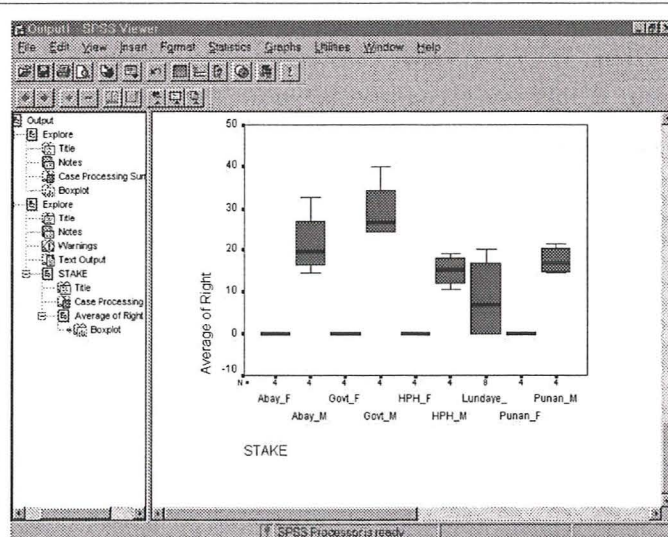 Output1 - SPSS Viewer
File Edit View Insert Format Statistics Graphs Utilities Window Help
Output
Explore
Title
Notes
Case Processing Sum
Boxplot
Explore
Title
Notes
Warnings
Text Output
STAKE
Title
Case Processing
Average of Right
Boxplot
50
40
30
20
10
0
-10
Average of Right
N = 4 4 4 4 4 4 8 4 4
Abay_F Govt_F HPH_F Lundaye_ Punan_M
Abay_M Govt_M HPH_M Punan_F
STAKE
SPSS Processor is ready